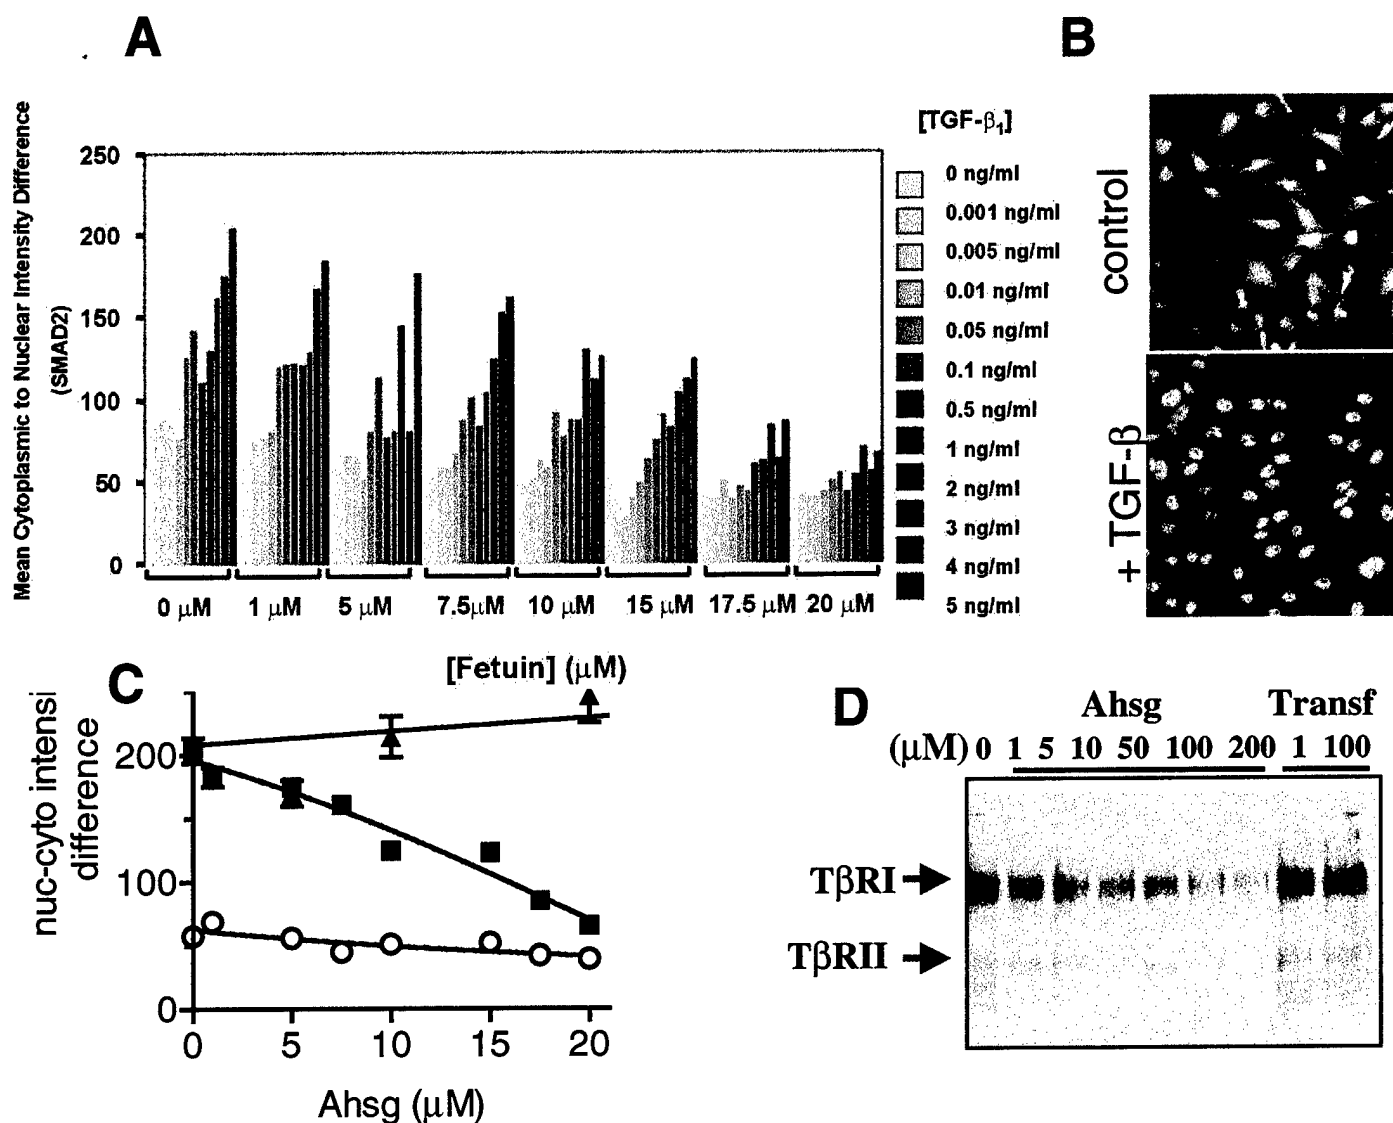 A
B
Mean Cytoplasmic to Nuclear Intensity Difference
(SMAD2)
250
200
150
100
50
0
0 μM 1 μM 5 μM 7.5μM 10 μM 15 μM 17.5 μM 20 μM
[Fetuin] (μM)
[TGF-β1]
0 ng/ml
0.001 ng/ml
0.005 ng/ml
0.01 ng/ml
0.05 ng/ml
0.1 ng/ml
0.5 ng/ml
1 ng/ml
2 ng/ml
3 ng/ml
4 ng/ml
5 ng/ml
control
+ TGF-β
C
nuc-cyto intensi
difference
200
100
0
0 5 10 15 20
Ahsg (μM)
D
Ahsg Transf
(μM) 0 1 5 10 50 100 200 1 100
TβRI
TβRII